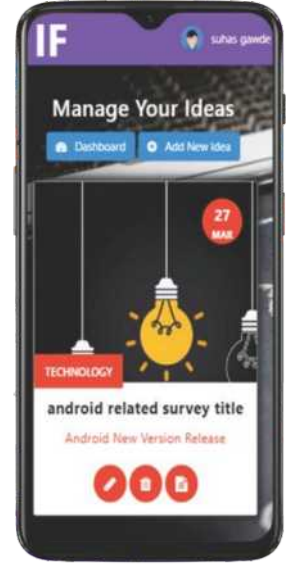 IF
suhas gawde
Manage Your Ideas
Dashboard
Add New Idea
27
MAR
TECHNOLOGY
android related survey title
Android New Version Release